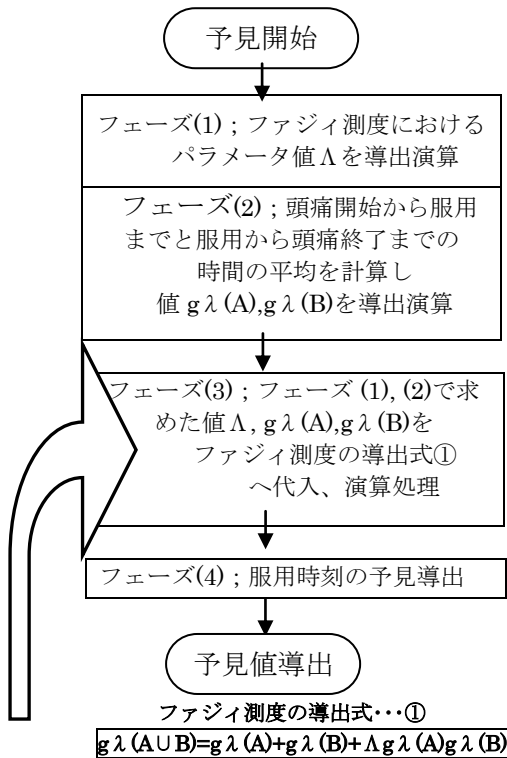 予見開始
フェーズ(1) ; ファジィ測度における
パラメータ値Λを導出演算
フェーズ(2) ; 頭痛開始から服用
までと服用から頭痛終了までの
時間の平均を計算し
値 gλ(A),gλ(B)を導出演算
フェーズ(3) ; フェーズ (1), (2)で求
めた値Λ, gλ(A),gλ(B)を
ファジィ測度の導出式①
へ代入、演算処理
フェーズ(4) ; 服用時刻の予見導出
予見値導出
ファジィ測度の導出式･･･①
gλ(A∪B)=gλ(A)+gλ(B)+Λgλ(A)gλ(B)